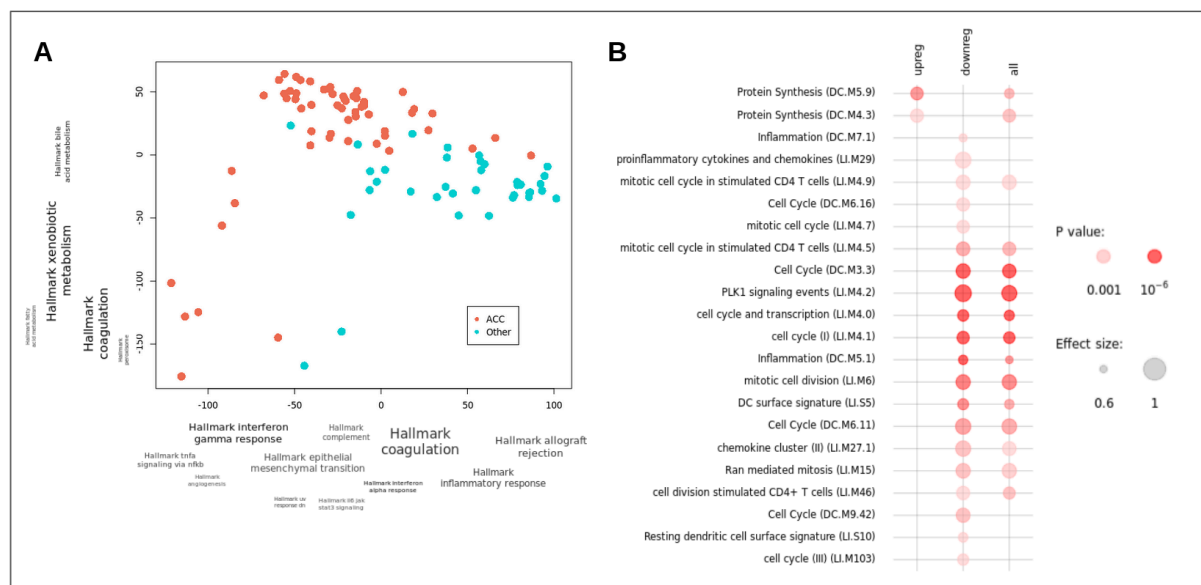 A
50
0
-50
-100
-150
-100
-50
0
50
100
ACC
Other
Hallmark bile
acid metabolism
Hallmark xenobiotic
metabolism
Hallmark fatty
acid metabolism
Hallmark
coagulation
Hallmark
peroxisome
Hallmark interferon
gamma response
Hallmark
complement
Hallmark
coagulation
Hallmark allograft
rejection
Hallmark tnfa
signaling via nfkb
Hallmark epithelial
mesenchymal transition
Hallmark
inflammatory response
Hallmark
angiogenesis
Hallmark interferon
alpha response
Hallmark uv
response dn
Hallmark il6 jak
stat3 signaling
B
upreg
downreg
all
Protein Synthesis (DC.M5.9)
Protein Synthesis (DC.M4.3)
Inflammation (DC.M7.1)
proinflammatory cytokines and chemokines (LI.M29)
mitotic cell cycle in stimulated CD4 T cells (LI.M4.9)
Cell Cycle (DC.M6.16)
mitotic cell cycle (LI.M4.7)
mitotic cell cycle in stimulated CD4 T cells (LI.M4.5)
Cell Cycle (DC.M3.3)
PLK1 signaling events (LI.M4.2)
cell cycle and transcription (LI.M4.0)
cell cycle (I) (LI.M4.1)
Inflammation (DC.M5.1)
mitotic cell division (LI.M6)
DC surface signature (LI.S5)
Cell Cycle (DC.M6.11)
chemokine cluster (II) (LI.M27.1)
Ran mediated mitosis (LI.M15)
cell division stimulated CD4+ T cells (LI.M46)
Cell Cycle (DC.M9.42)
Resting dendritic cell surface signature (LI.S10)
cell cycle (III) (LI.M103)
P value:
0.001 10⁻⁶
Effect size:
0.6 1